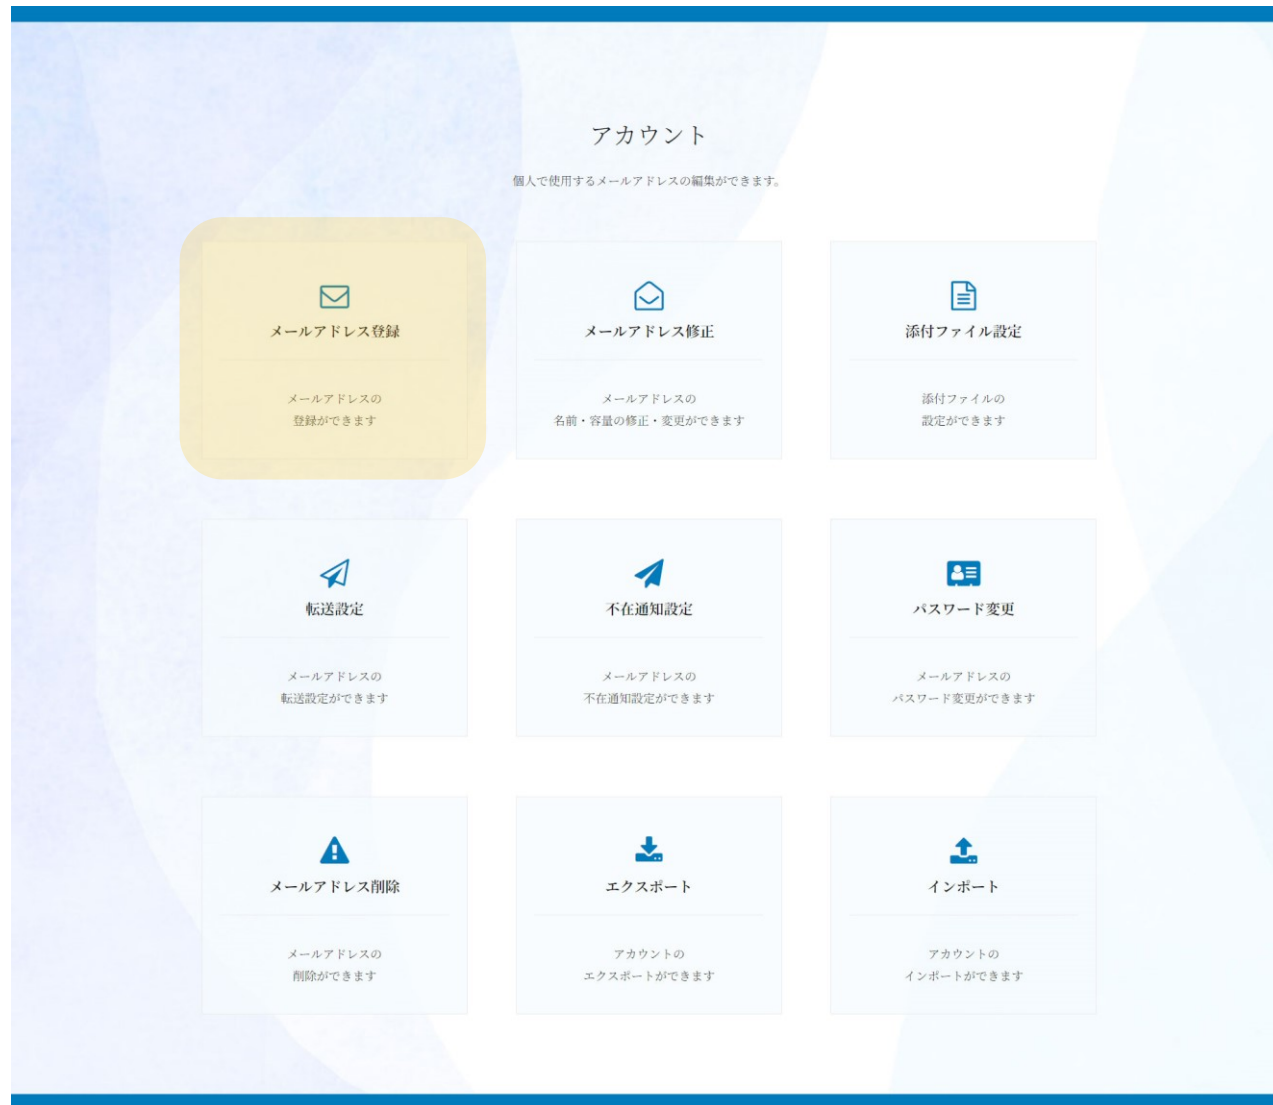 アカウント
個人で使用するメールアドレスの編集ができます。
メールアドレス登録
メールアドレスの
登録ができます
メールアドレス修正
メールアドレスの
名前・容量の修正・変更ができます
添付ファイル設定
添付ファイルの
設定ができます
転送設定
メールアドレスの
転送設定ができます
不在通知設定
メールアドレスの
不在通知設定ができます
パスワード変更
メールアドレスの
パスワード変更ができます
メールアドレス削除
メールアドレスの
削除ができます
エクスポート
アカウントの
エクスポートができます
インポート
アカウントの
インポートができます